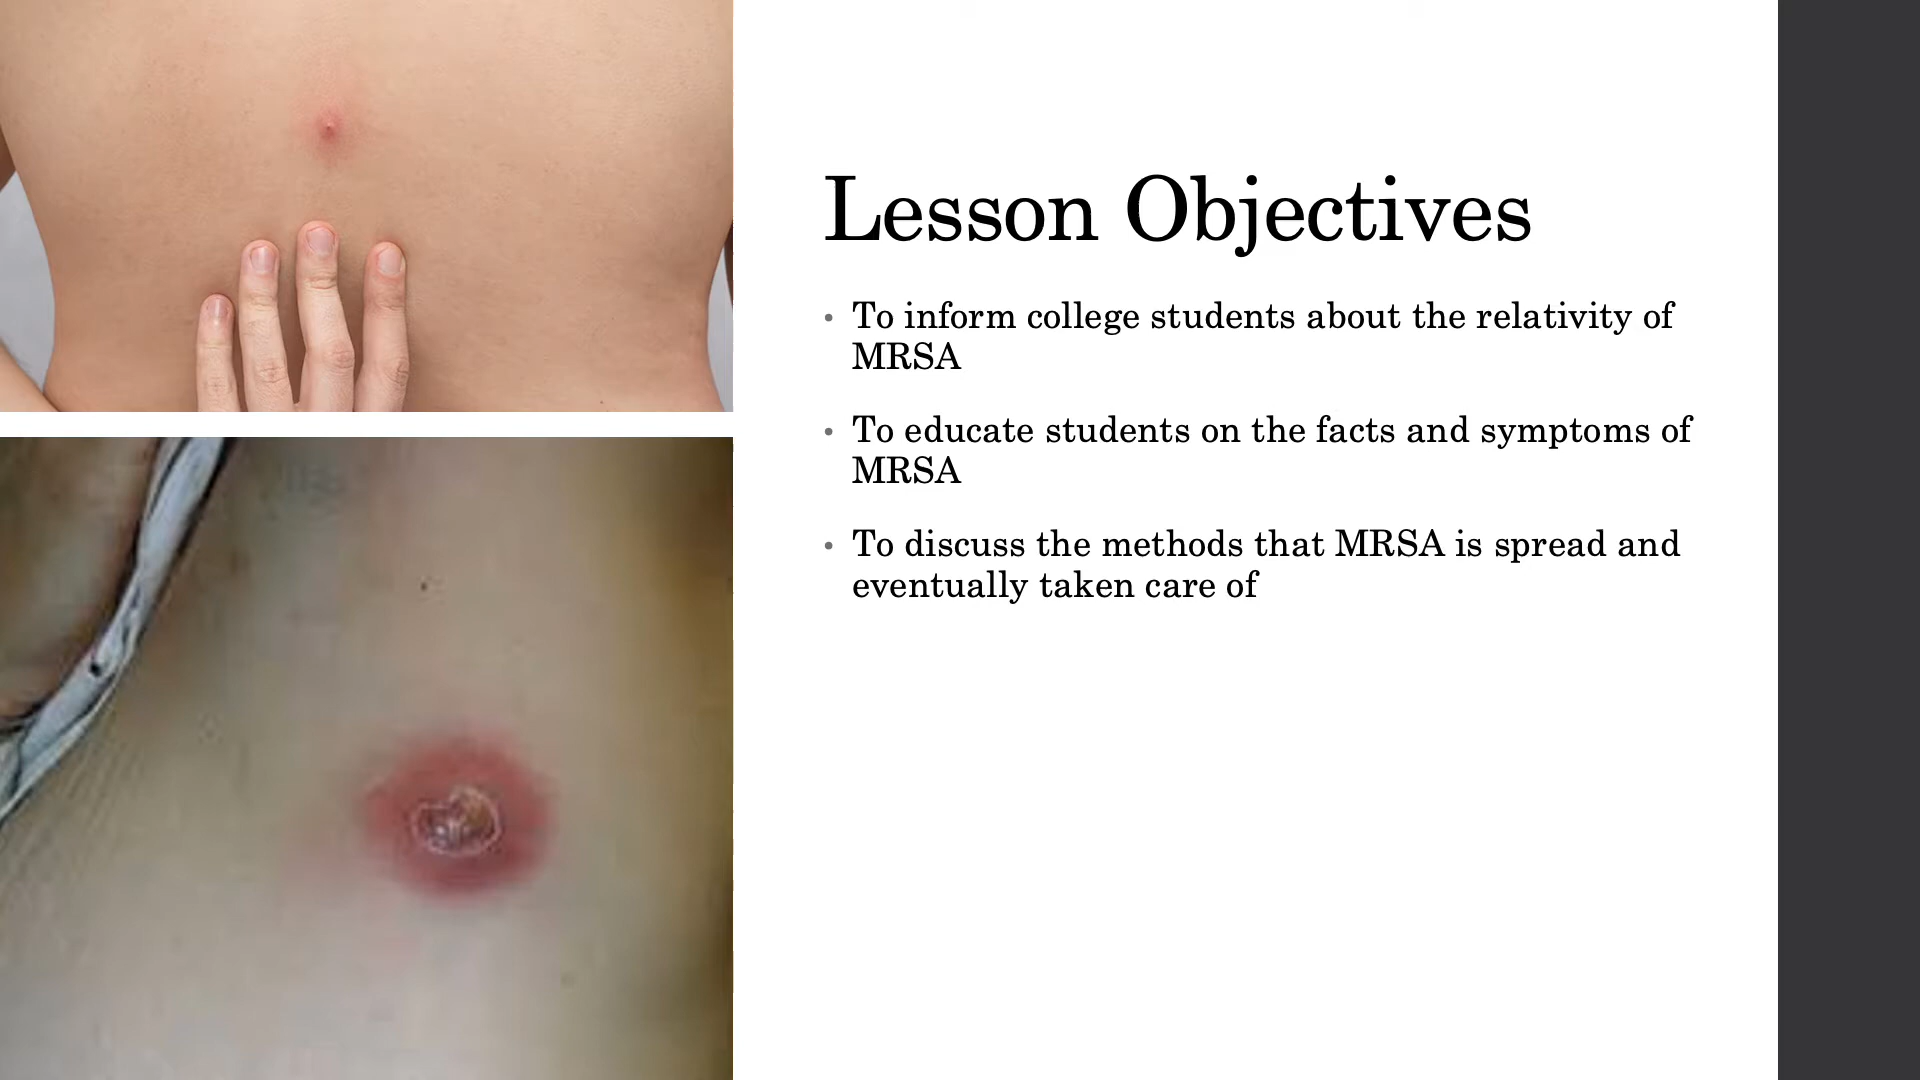 Lesson Objectives
• To inform college students about the relativity of
MRSA
• To educate students on the facts and symptoms of
MRSA
• To discuss the methods that MRSA is spread and
eventually taken care of